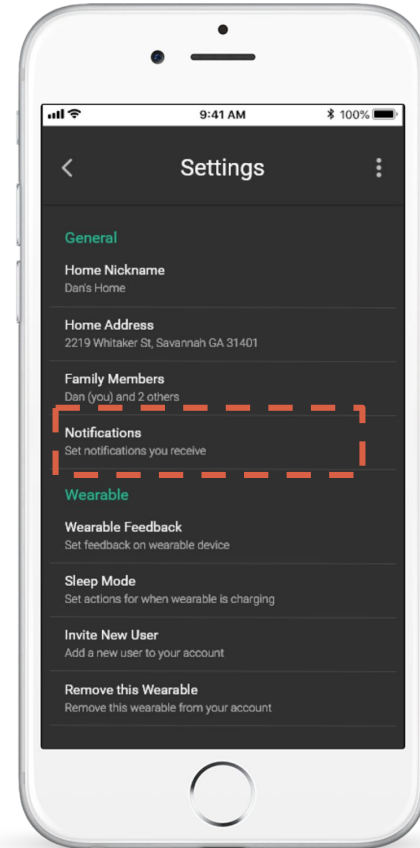 9:41 AM
100%
Settings
General
Home Nickname
Dan's Home
Home Address
2219 Whitaker St, Savannah GA 31401
Family Members
Dan (you) and 2 others
Notifications
Set notifications you receive
Wearable
Wearable Feedback
Set feedback on wearable device
Sleep Mode
Set actions for when wearable is charging
Invite New User
Add a new user to your account
Remove this Wearable
Remove this wearable from your account